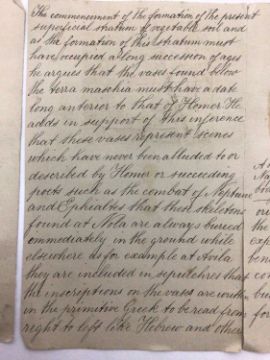 The commencement of the formation of the present
superficial stratum of vegetable soil and
as the formation of this stratum must
have occupied a long succession of ages
he argues that the vases found below
the terra maschia must have a date
long anterior to that of Homer He
adds in support of this inference
that these vases represent scenes
which have never been alluded to or
described by Homer or succeeding
poets such as the combat of Neptune
and Ephialtes that then skeletons
found at Nola are always buried
immediately in the ground while
elsewhere as for example at Avila
they are included in sepulchres that
the inscriptions on the vases are written
in the primitive Greek to be read from
right to left like Hebrew and other